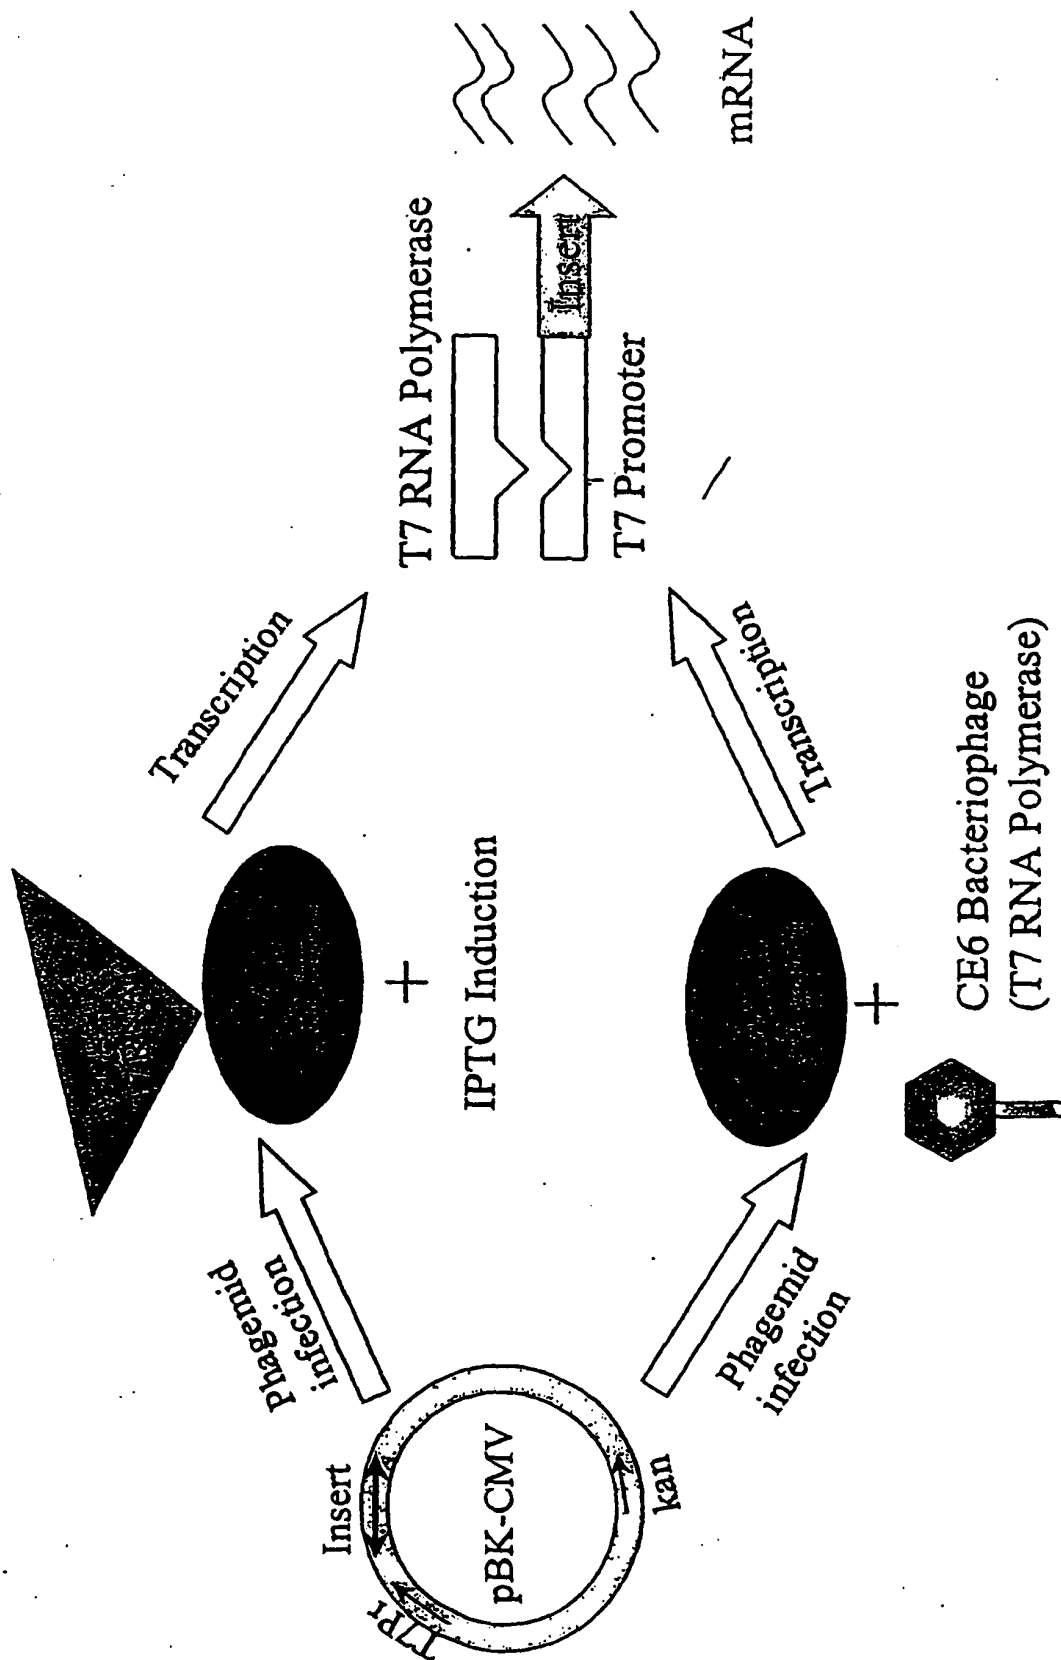 T7Pr
Insert
pBK-CMV
kan
Phagemid
infection
Phagemid
infection
IPTG Induction
CE6 Bacteriophage
(T7 RNA Polymerase)
Transcription
Transcription
T7 RNA Polymerase
Insert
T7 Promoter
mRNA